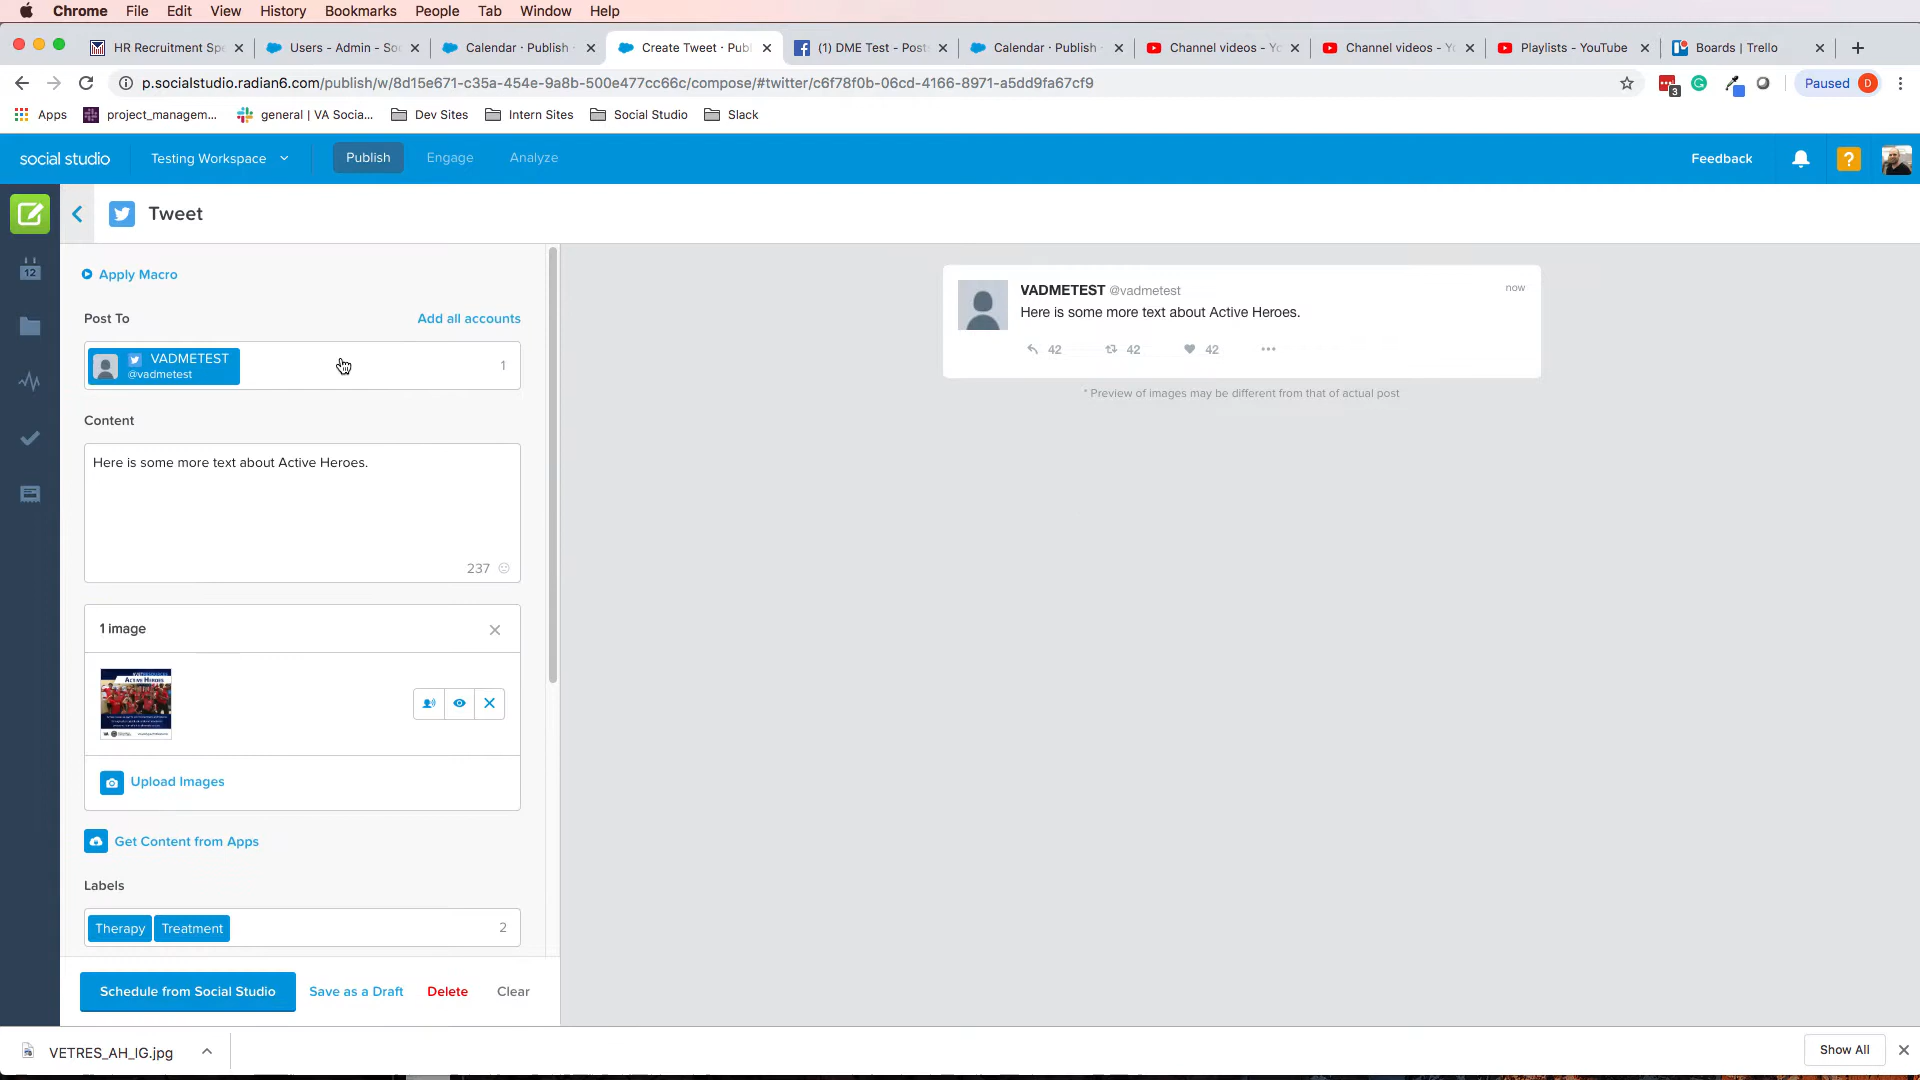 Chrome File Edit View History Bookmarks People Tab Window Help
HR Recruitment Spe
Users - Admin - Soc
Calendar · Publish
Create Tweet · Publ
(1) DME Test - Posts
Calendar · Publish
Channel videos - Yo
Channel videos - Yo
Playlists - YouTube
Boards | Trello
p.socialstudio.radian6.com/publish/w/8d15e671-c35a-454e-9a8b-500e477cc66c/compose/#twitter/c6f78f0b-06cd-4166-8971-a5dd9fa67cf9
3
Paused D
Apps project_managem... general | VA Socia... Dev Sites Intern Sites Social Studio Slack
social studio Testing Workspace Publish Engage Analyze Feedback ?
12
Tweet
Apply Macro
Post To Add all accounts
VADMETEST
@vadmetest
1
Content
Here is some more text about Active Heroes.
237
1 image
ACTIVE HEROES
Upload Images
Get Content from Apps
Labels
Therapy Treatment 2
Schedule from Social Studio Save as a Draft Delete Clear
VADMETEST @vadmetest now
Here is some more text about Active Heroes.
42 42 42
* Preview of images may be different from that of actual post
VETRES_AH_IG.jpg
Show All